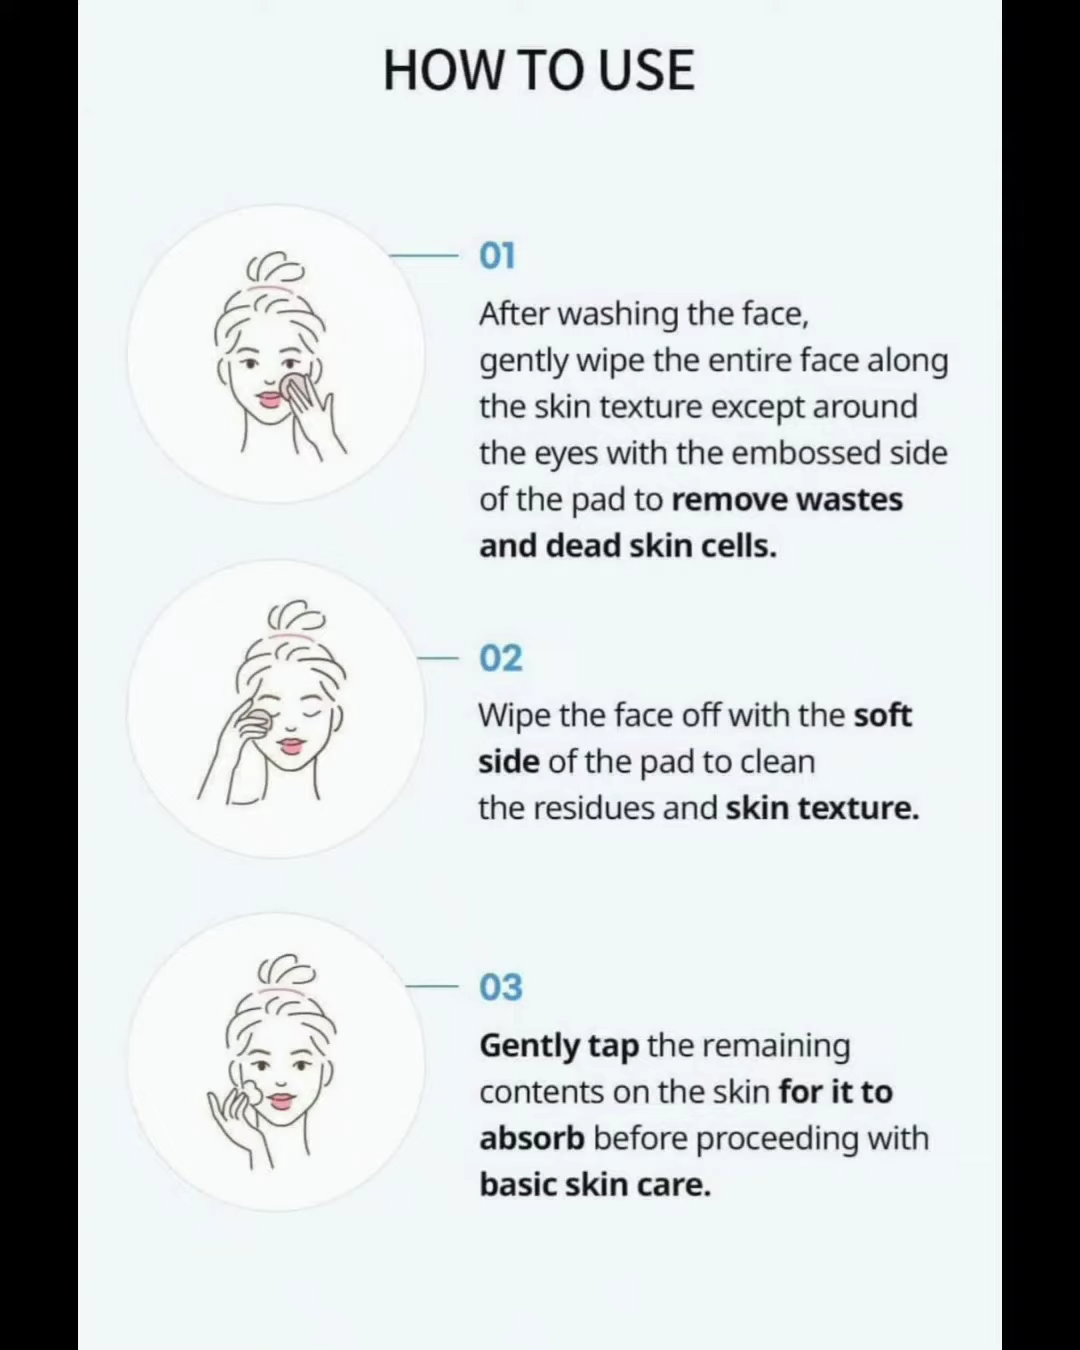 HOW TO USE
01
After washing the face,
gently wipe the entire face along
the skin texture except around
the eyes with the embossed side
of the pad to remove wastes
and dead skin cells.
02
Wipe the face off with the soft
side of the pad to clean
the residues and skin texture.
03
Gently tap the remaining
contents on the skin for it to
absorb before proceeding with
basic skin care.